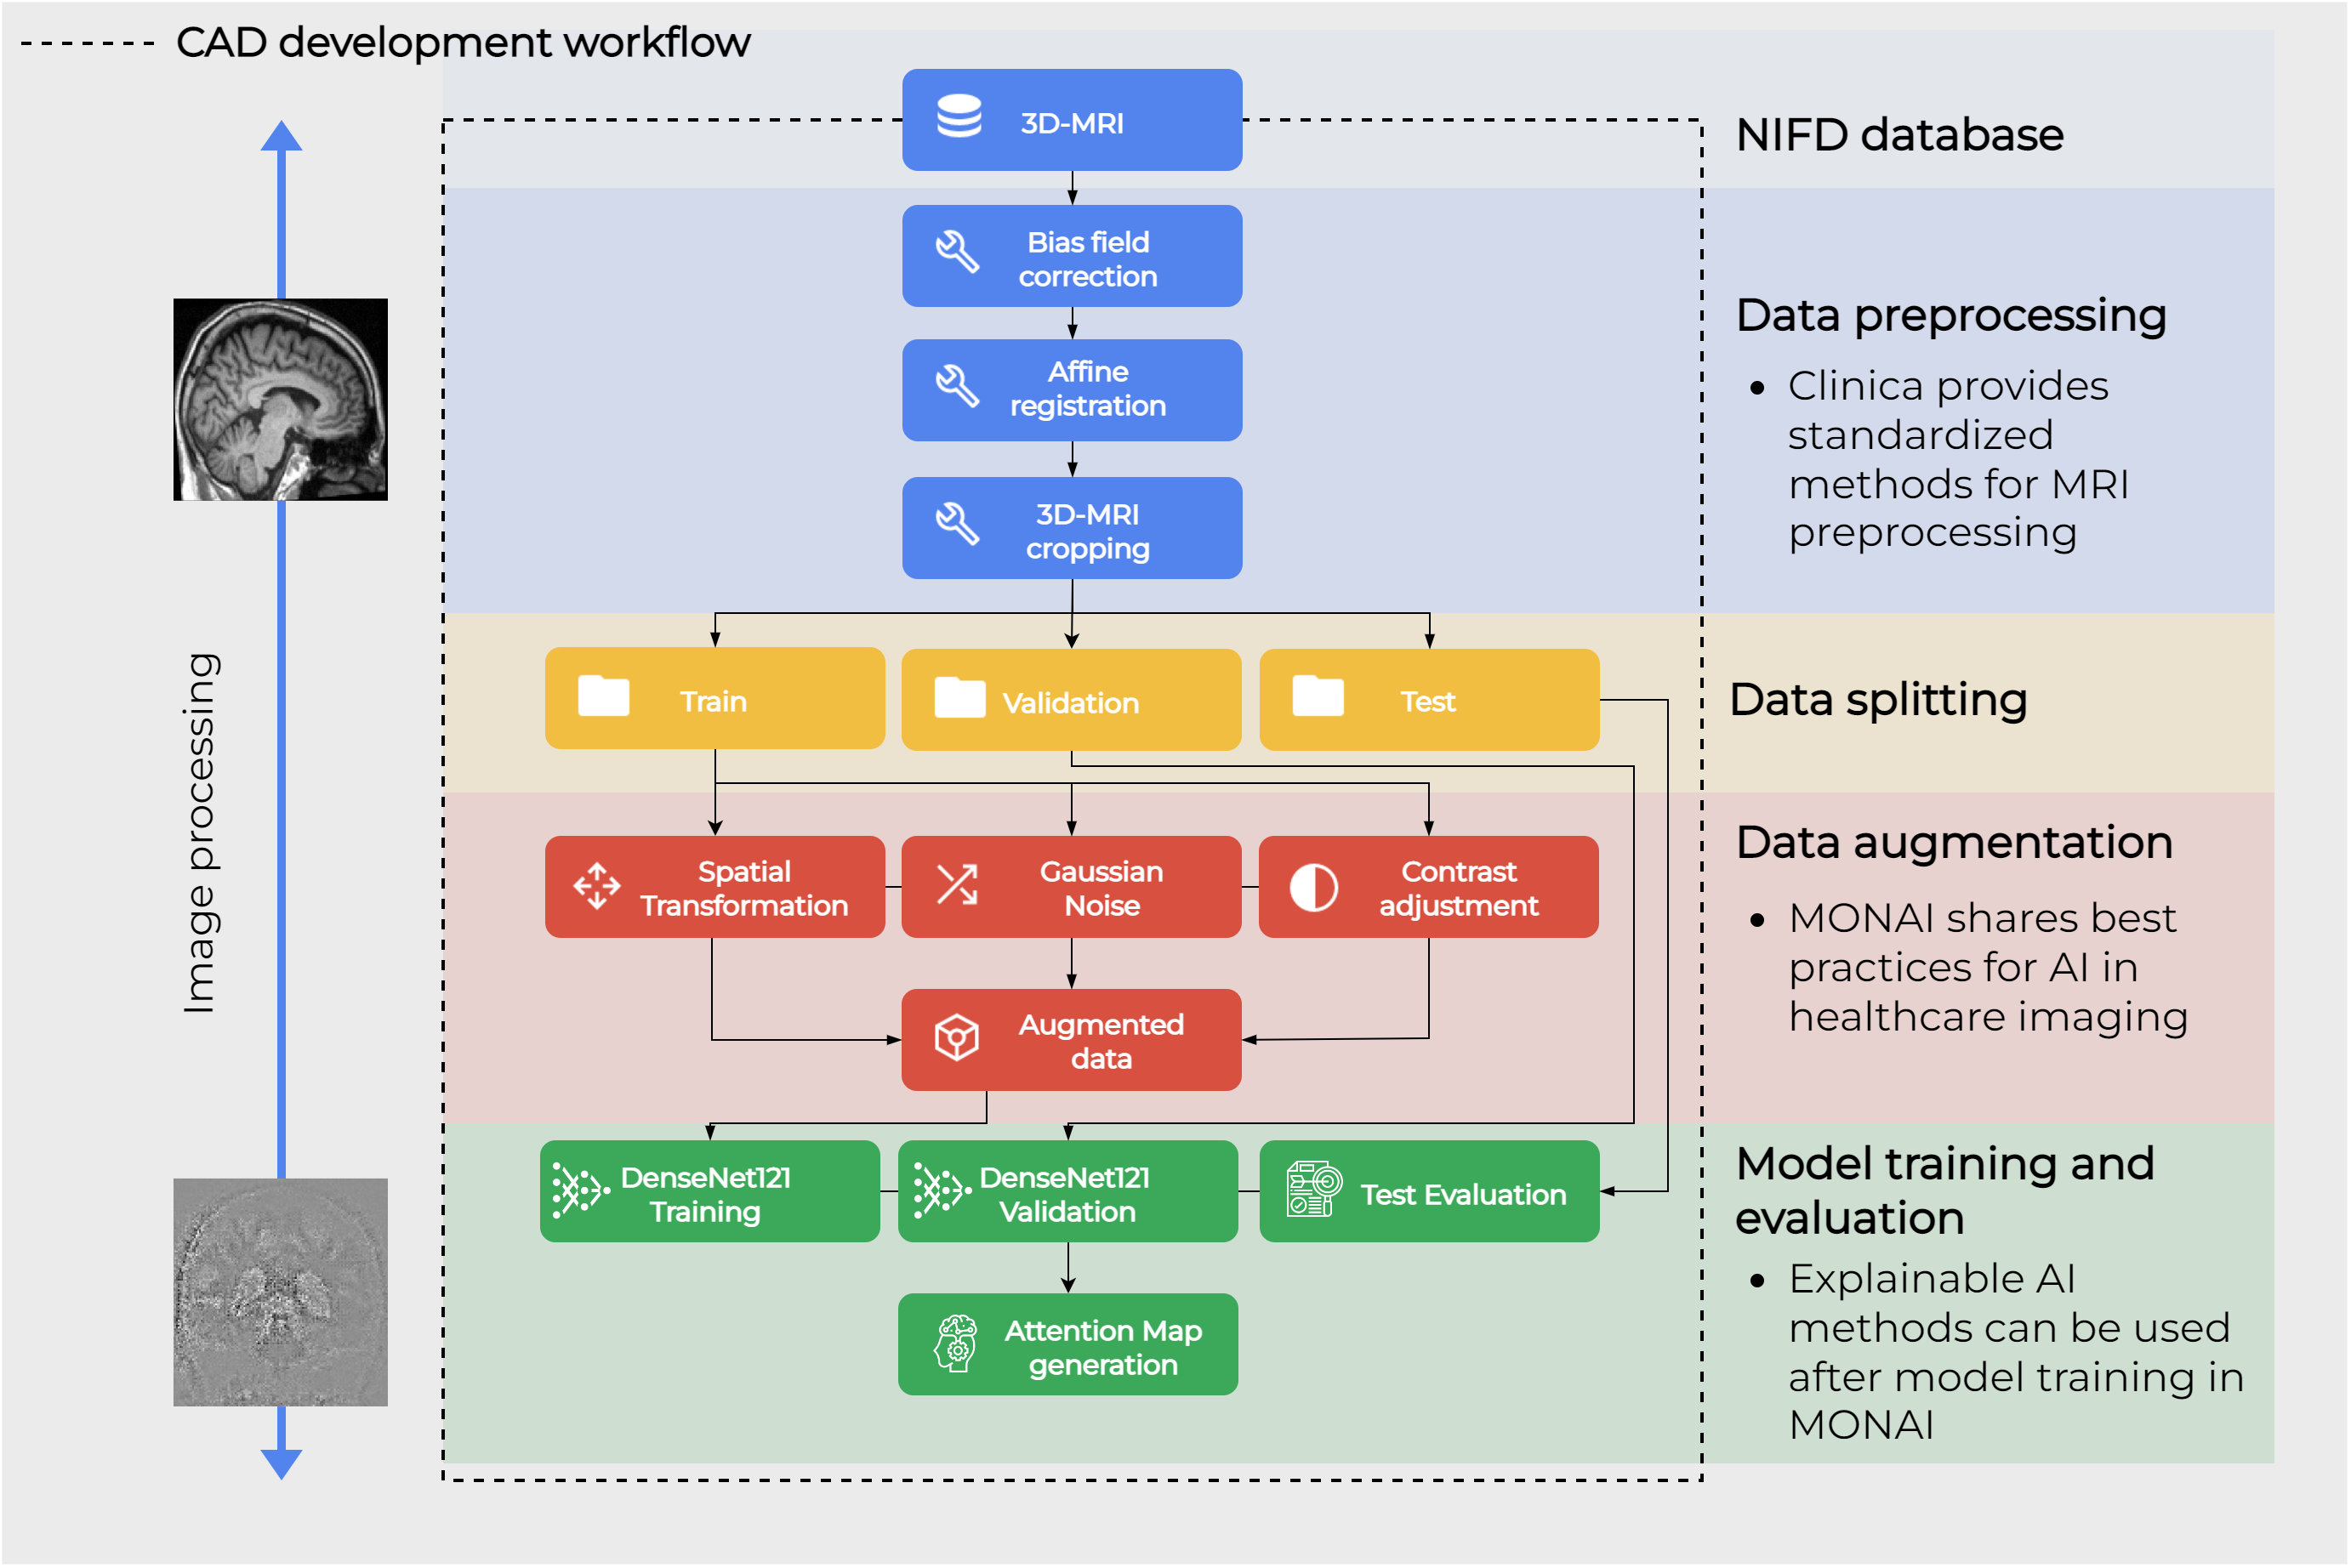 CAD development workflow
3D-MRI
NIFD database
Bias field
correction
Affine
registration
3D-MRI
cropping
Data preprocessing
• Clinica provides
standardized
methods for MRI
preprocessing
Image processing
Train
Validation
Test
Data splitting
Spatial
Transformation
Gaussian
Noise
Contrast
adjustment
Augmented
data
Data augmentation
• MONAI shares best
practices for AI in
healthcare imaging
DenseNet121
Training
DenseNet121
Validation
Test Evaluation
Attention Map
generation
Model training and
evaluation
• Explainable AI
methods can be used
after model training in
MONAI